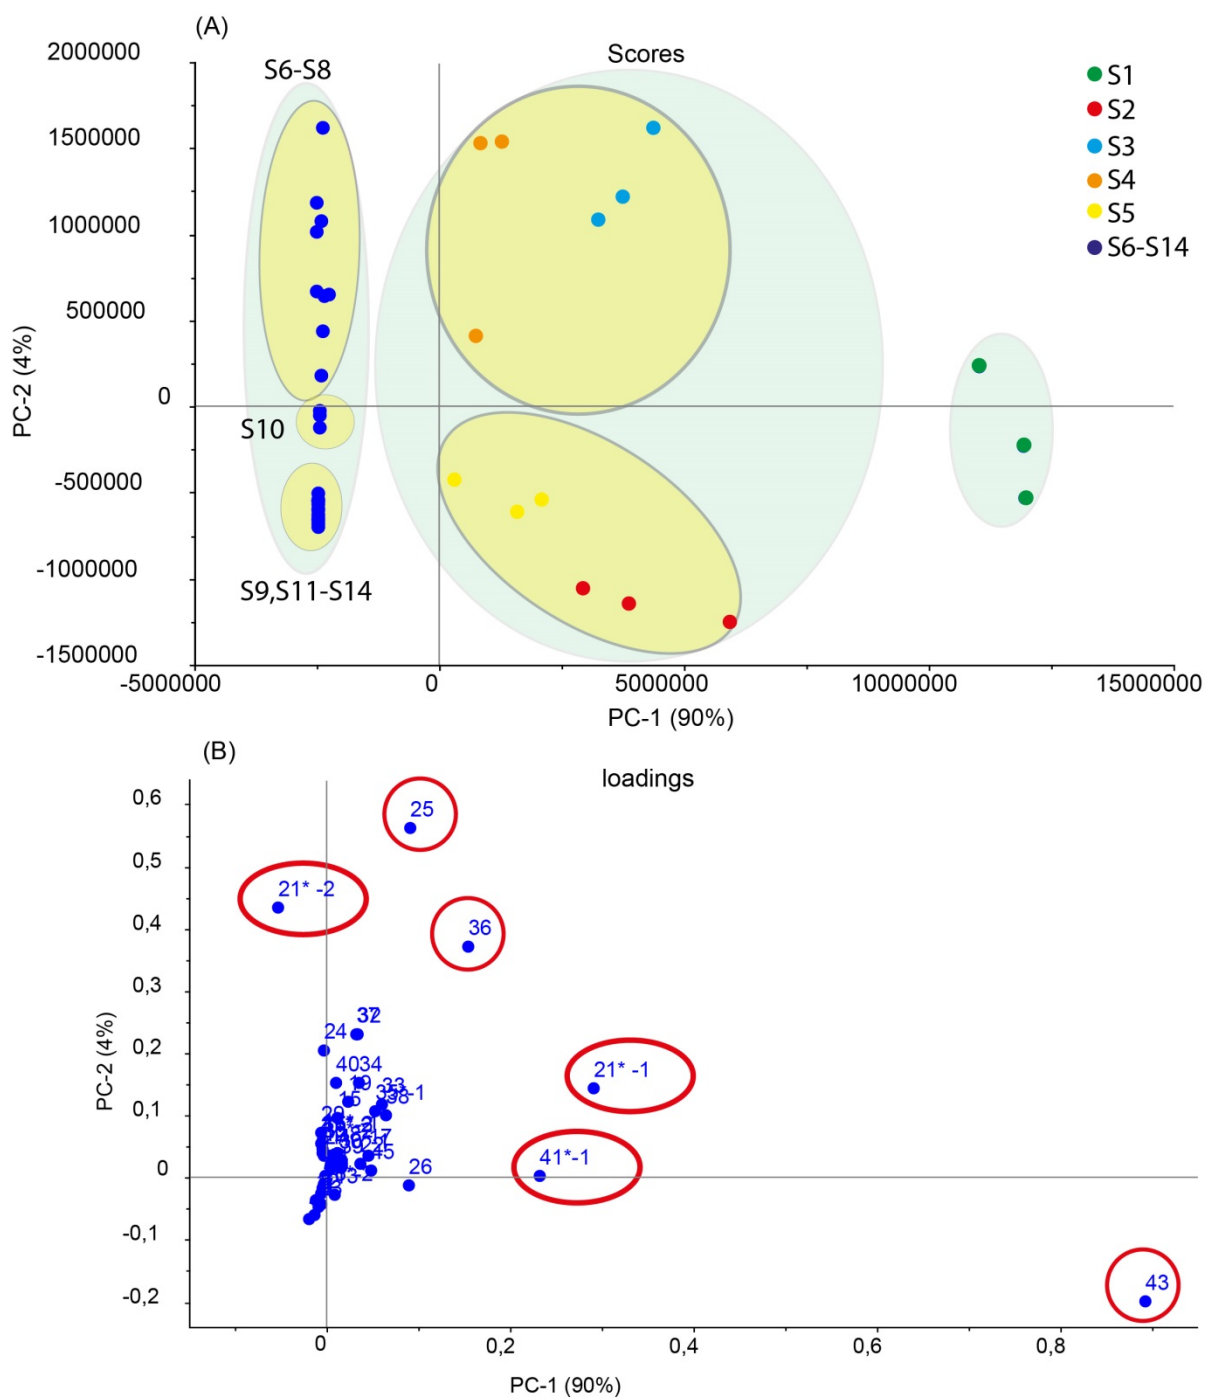 (A)
Scores
2000000
1500000
1000000
500000
0
-500000
-1000000
-1500000
PC-2 (4%)
S6-S8
S10
S9,S11-S14
S1
S2
S3
S4
S5
S6-S14
-5000000 0 5000000 10000000 15000000
PC-1 (90%)
(B)
loadings
0,6
0,5
0,4
0,3
0,2
0,1
0
-0,1
-0,2
PC-2 (4%)
25
21* -2
36
24
4034
19
15
21* -1
41*-1
45
26
43
0 0,2 0,4 0,6 0,8
PC-1 (90%)